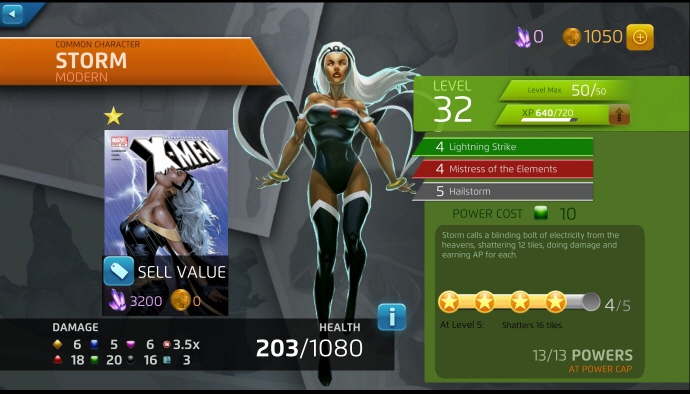 0 1050
COMMON CHARACTER
STORM
MODERN
LEVEL
32
Level Max 50/50
XP 640/720
4 Lightning Strike
4 Mistress of the Elements
5 Hailstorm
POWER COST 10
Storm calls a blinding bolt of electricity from the
heavens, shattering 12 tiles, doing damage and
earning AP for each.
4/5
At Level 5: Shatters 16 tiles.
13/13 POWERS
AT POWER CAP
X-MEN
SELL VALUE
3200 0
DAMAGE
6 5 6 3.5x
18 20 16 3
HEALTH
203/1080
i